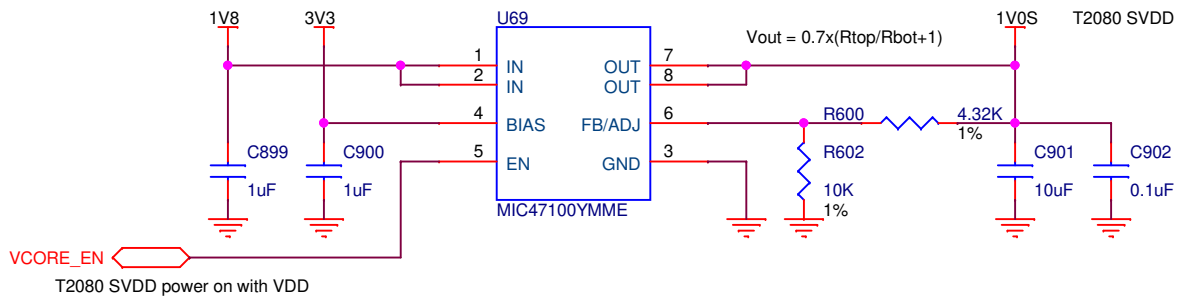 1V8
3V3
U69
1V0S
T2080 SVDD
Vout = 0.7x(Rtop/Rbot+1)
1
IN
OUT
7
2
IN
OUT
8
4
BIAS
FB/ADJ
6
R600
4.32K
1%
5
EN
GND
3
C899
1uF
C900
1uF
R602
10K
1%
C901
10uF
C902
0.1uF
MIC47100YMME
VCORE_EN
T2080 SVDD power on with VDD